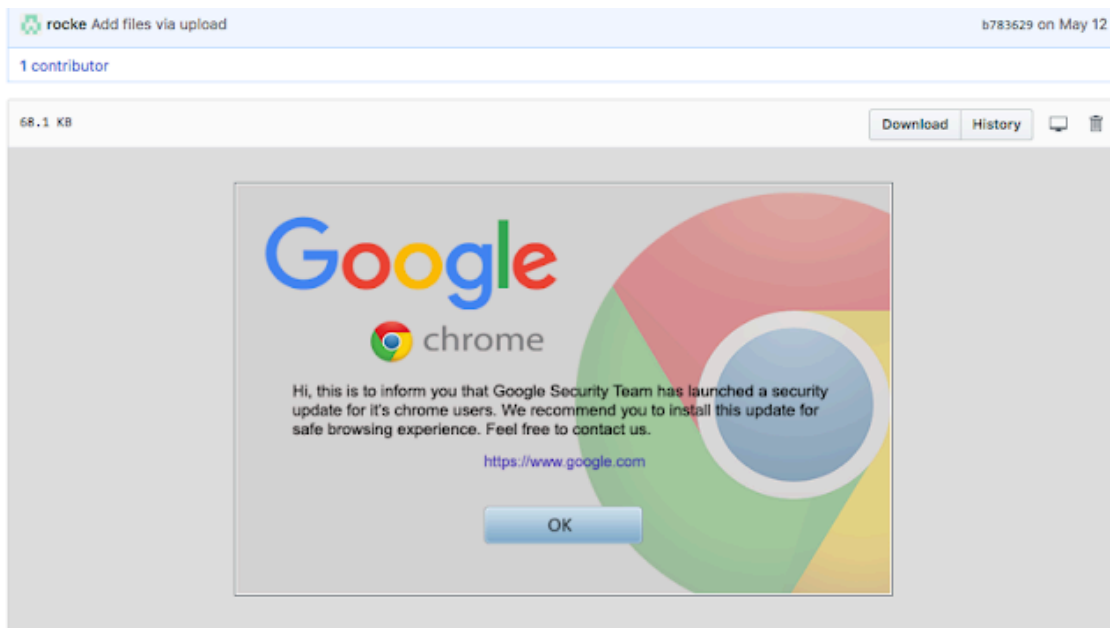 rocke Add files via upload b783629 on May 12
1 contributor
68.1 KB Download History
Google
chrome
Hi, this is to inform you that Google Security Team has launched a security
update for it's chrome users. We recommend you to install this update for
safe browsing experience. Feel free to contact us.
https://www.google.com
OK